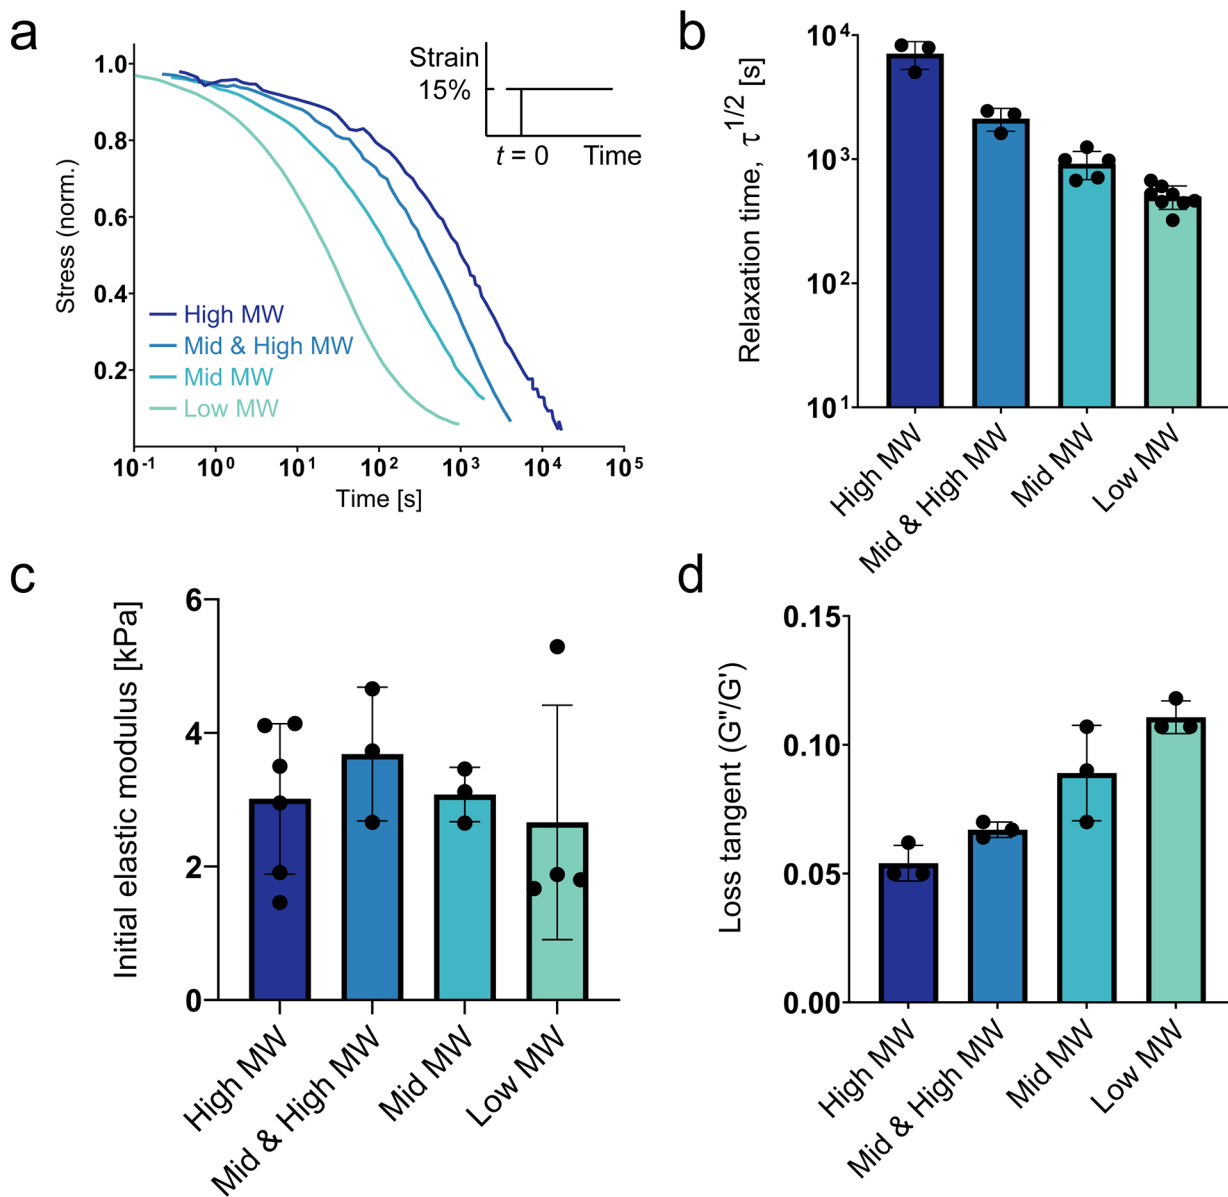 a
Strain
15%
t = 0 Time
Stress (norm.)
1.0
0.8
0.6
0.4
0.2
High MW
Mid & High MW
Mid MW
Low MW
10-1 100 101 102 103 104 105
Time [s]
b
Relaxation time, τ1/2 [s]
104
103
102
101
High MW
Mid & High MW
Mid MW
Low MW
c
Initial elastic modulus [kPa]
6
4
2
0
High MW
Mid & High MW
Mid MW
Low MW
d
Loss tangent (G"/G')
0.15
0.10
0.05
0.00
High MW
Mid & High MW
Mid MW
Low MW